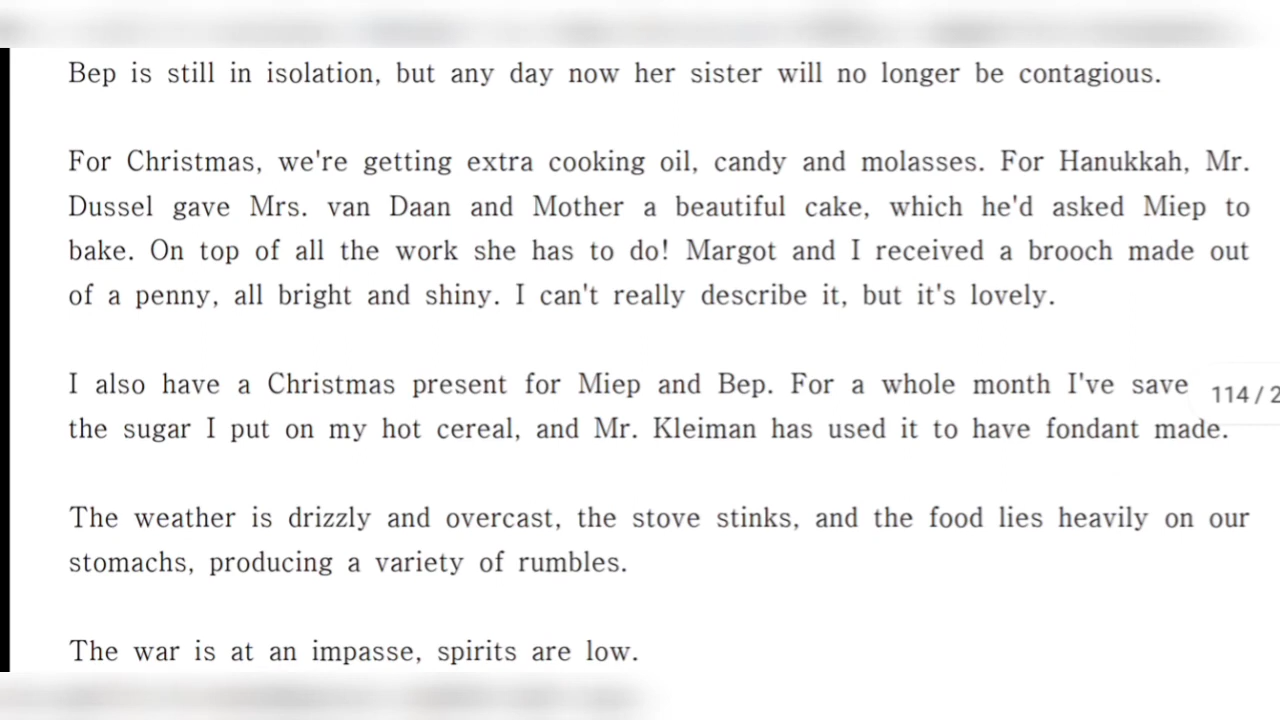 Bep is still in isolation, but any day now her sister will no longer be contagious.
For Christmas, we're getting extra cooking oil, candy and molasses. For Hanukkah, Mr.
Dussel gave Mrs. van Daan and Mother a beautiful cake, which he'd asked Miep to
bake. On top of all the work she has to do! Margot and I received a brooch made out
of a penny, all bright and shiny. I can't really describe it, but it's lovely.
I also have a Christmas present for Miep and Bep. For a whole month I've save
114 / 2
the sugar I put on my hot cereal, and Mr. Kleiman has used it to have fondant made.
The weather is drizzly and overcast, the stove stinks, and the food lies heavily on our
stomachs, producing a variety of rumbles.
The war is at an impasse, spirits are low.